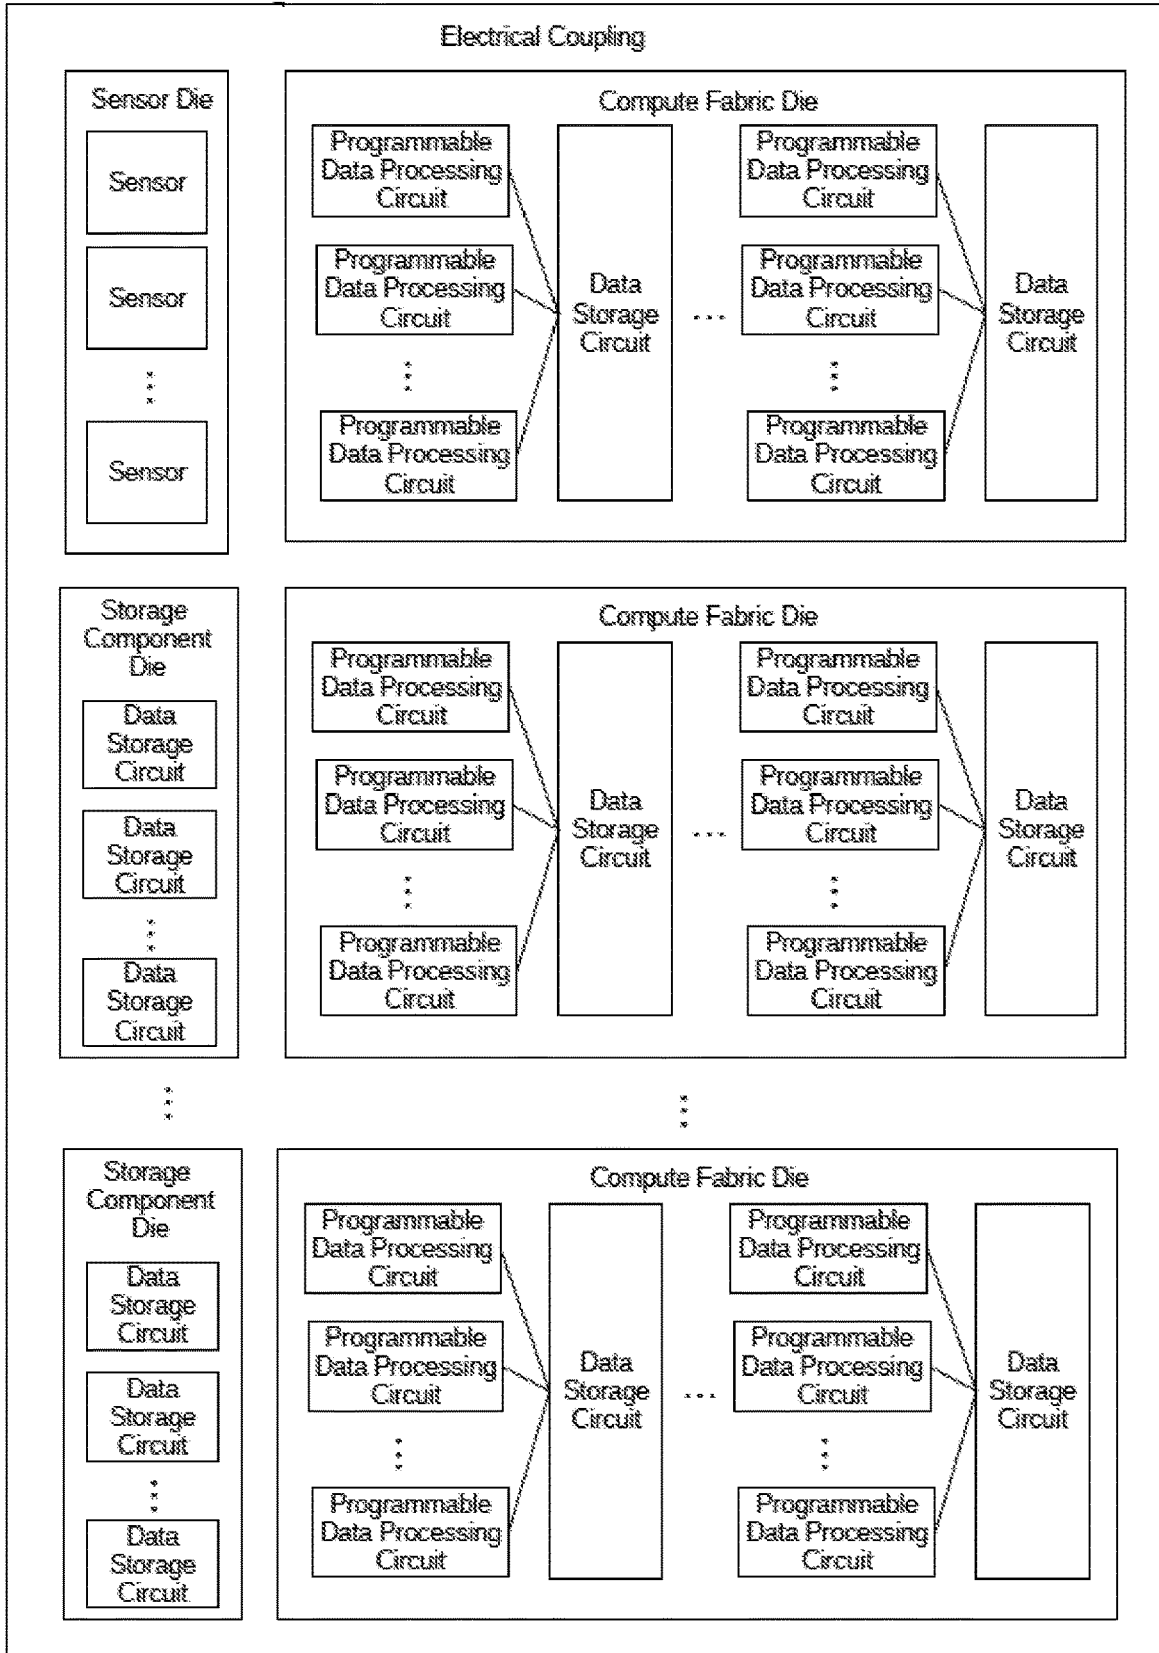 Electrical Coupling
Sensor Die
Sensor
Sensor
Sensor
Compute Fabric Die
Programmable
Data Processing
Circuit
Programmable
Data Processing
Circuit
Programmable
Data Processing
Circuit
Data
Storage
Circuit
Programmable
Data Processing
Circuit
Programmable
Data Processing
Circuit
Programmable
Data Processing
Circuit
Data
Storage
Circuit
Storage
Component
Die
Data
Storage
Circuit
Data
Storage
Circuit
Data
Storage
Circuit
Compute Fabric Die
Programmable
Data Processing
Circuit
Programmable
Data Processing
Circuit
Programmable
Data Processing
Circuit
Data
Storage
Circuit
Programmable
Data Processing
Circuit
Programmable
Data Processing
Circuit
Programmable
Data Processing
Circuit
Data
Storage
Circuit
Storage
Component
Die
Data
Storage
Circuit
Data
Storage
Circuit
Data
Storage
Circuit
Compute Fabric Die
Programmable
Data Processing
Circuit
Programmable
Data Processing
Circuit
Programmable
Data Processing
Circuit
Data
Storage
Circuit
Programmable
Data Processing
Circuit
Programmable
Data Processing
Circuit
Programmable
Data Processing
Circuit
Data
Storage
Circuit